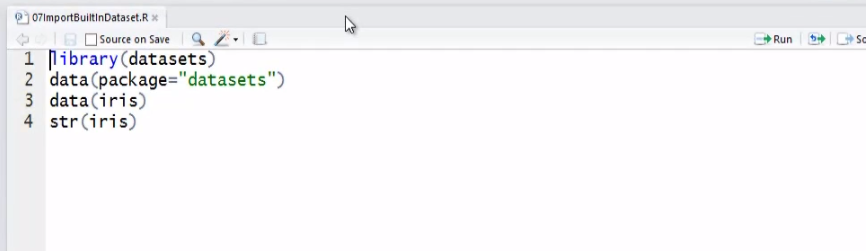 07ImportBuiltInDataset.R
Source on Save
Run
1 library(datasets)
2 data(package="datasets")
3 data(iris)
4 str(iris)